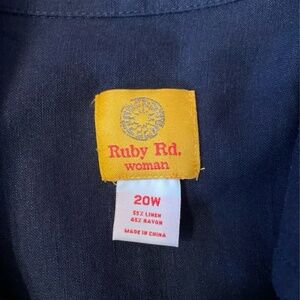 Ruby Rd.
woman
20W
55% LINEN
45% RAYON
MADE IN CHINA